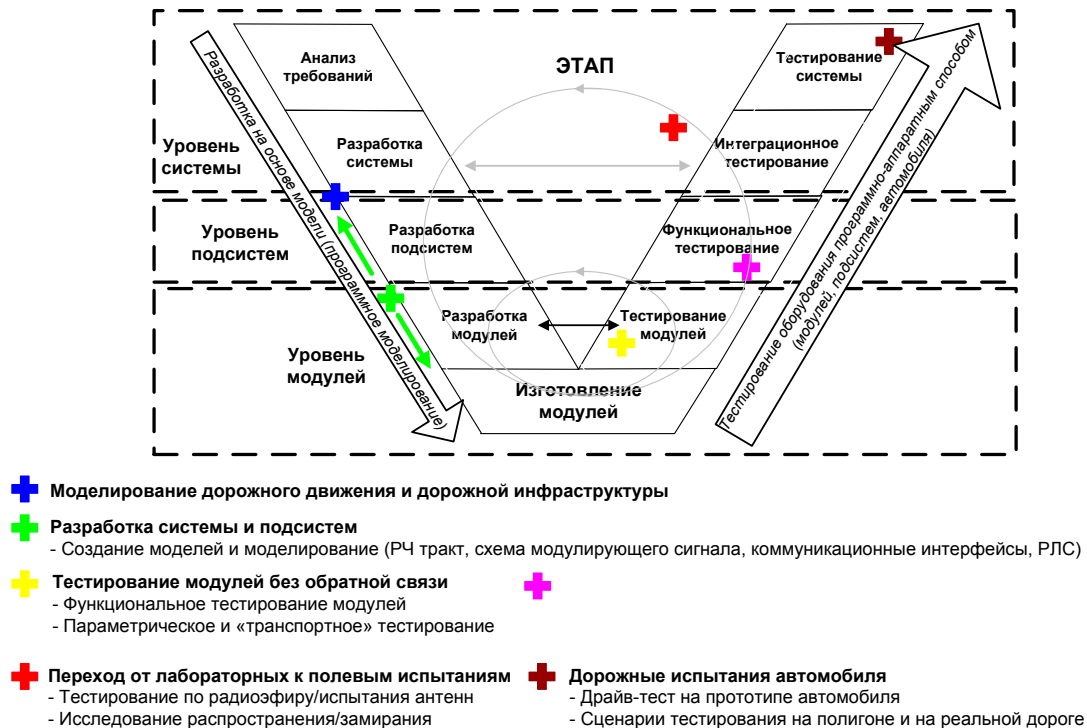 Анализ
требований
ЭТАП
Тестирование
системы
Разработка на основе модели (программное моделирование)
Тестирование оборудования программно-аппаратным способом
(модулей, подсистем, автомобиля)
Уровень
системы
Разработка
системы
Интеграционное
тестирование
Уровень
подсистем
Разработка
подсистем
Функциональное
тестирование
Уровень
модулей
Разработка
модулей
Тестирование
модулей
Изготовление
модулей
Моделирование дорожного движения и дорожной инфраструктуры
Разработка системы и подсистем
- Создание моделей и моделирование (РЧ тракт, схема модулирующего сигнала, коммуникационные интерфейсы, РЛС)
Тестирование модулей без обратной связи
- Функциональное тестирование модулей
- Параметрическое и «транспортное» тестирование
Переход от лабораторных к полевым испытаниям
- Тестирование по радиоэфиру/испытания антенн
- Исследование распространения/замирания
Дорожные испытания автомобиля
- Драйв-тест на прототипе автомобиля
- Сценарии тестирования на полигоне и на реальной дороге